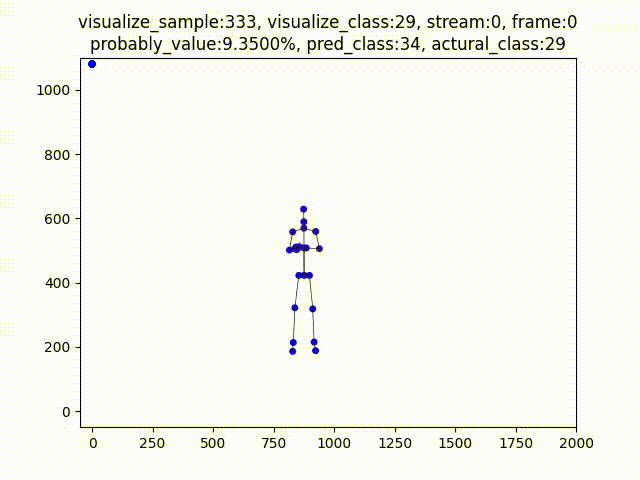 visualize_sample:333, visualize_class:29, stream:0, frame:0
probably_value:9.3500%, pred_class:34, actural_class:29
1000
800
600
400
200
0
0 250 500 750 1000 1250 1500 1750 2000